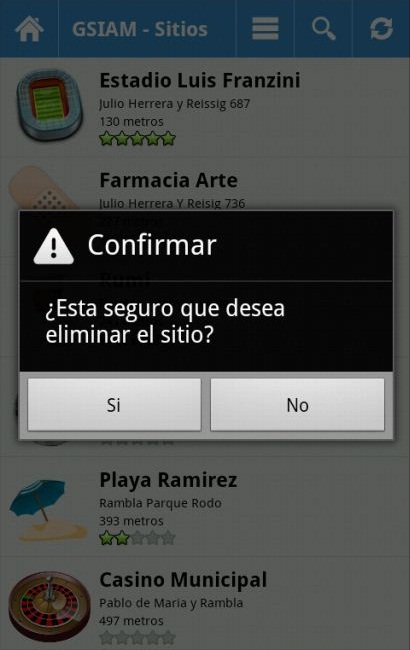 GSIAM - Sitios
Estadio Luis Franzini
Julio Herrera y Reissig 687
130 metros
Farmacia Arte
Julio Herrera Y Reisig 736
Confirmar
Rumi
¿Esta seguro que desea
eliminar el sitio?
Si
No
Playa Ramirez
Rambla Parque Rodo
393 metros
Casino Municipal
Pablo de Maria y Rambla
497 metros